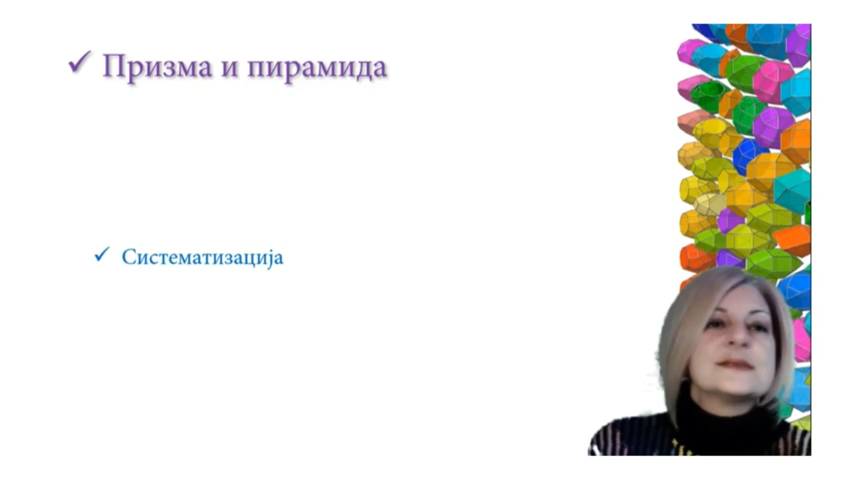 Призма и пирамида
Систематизација